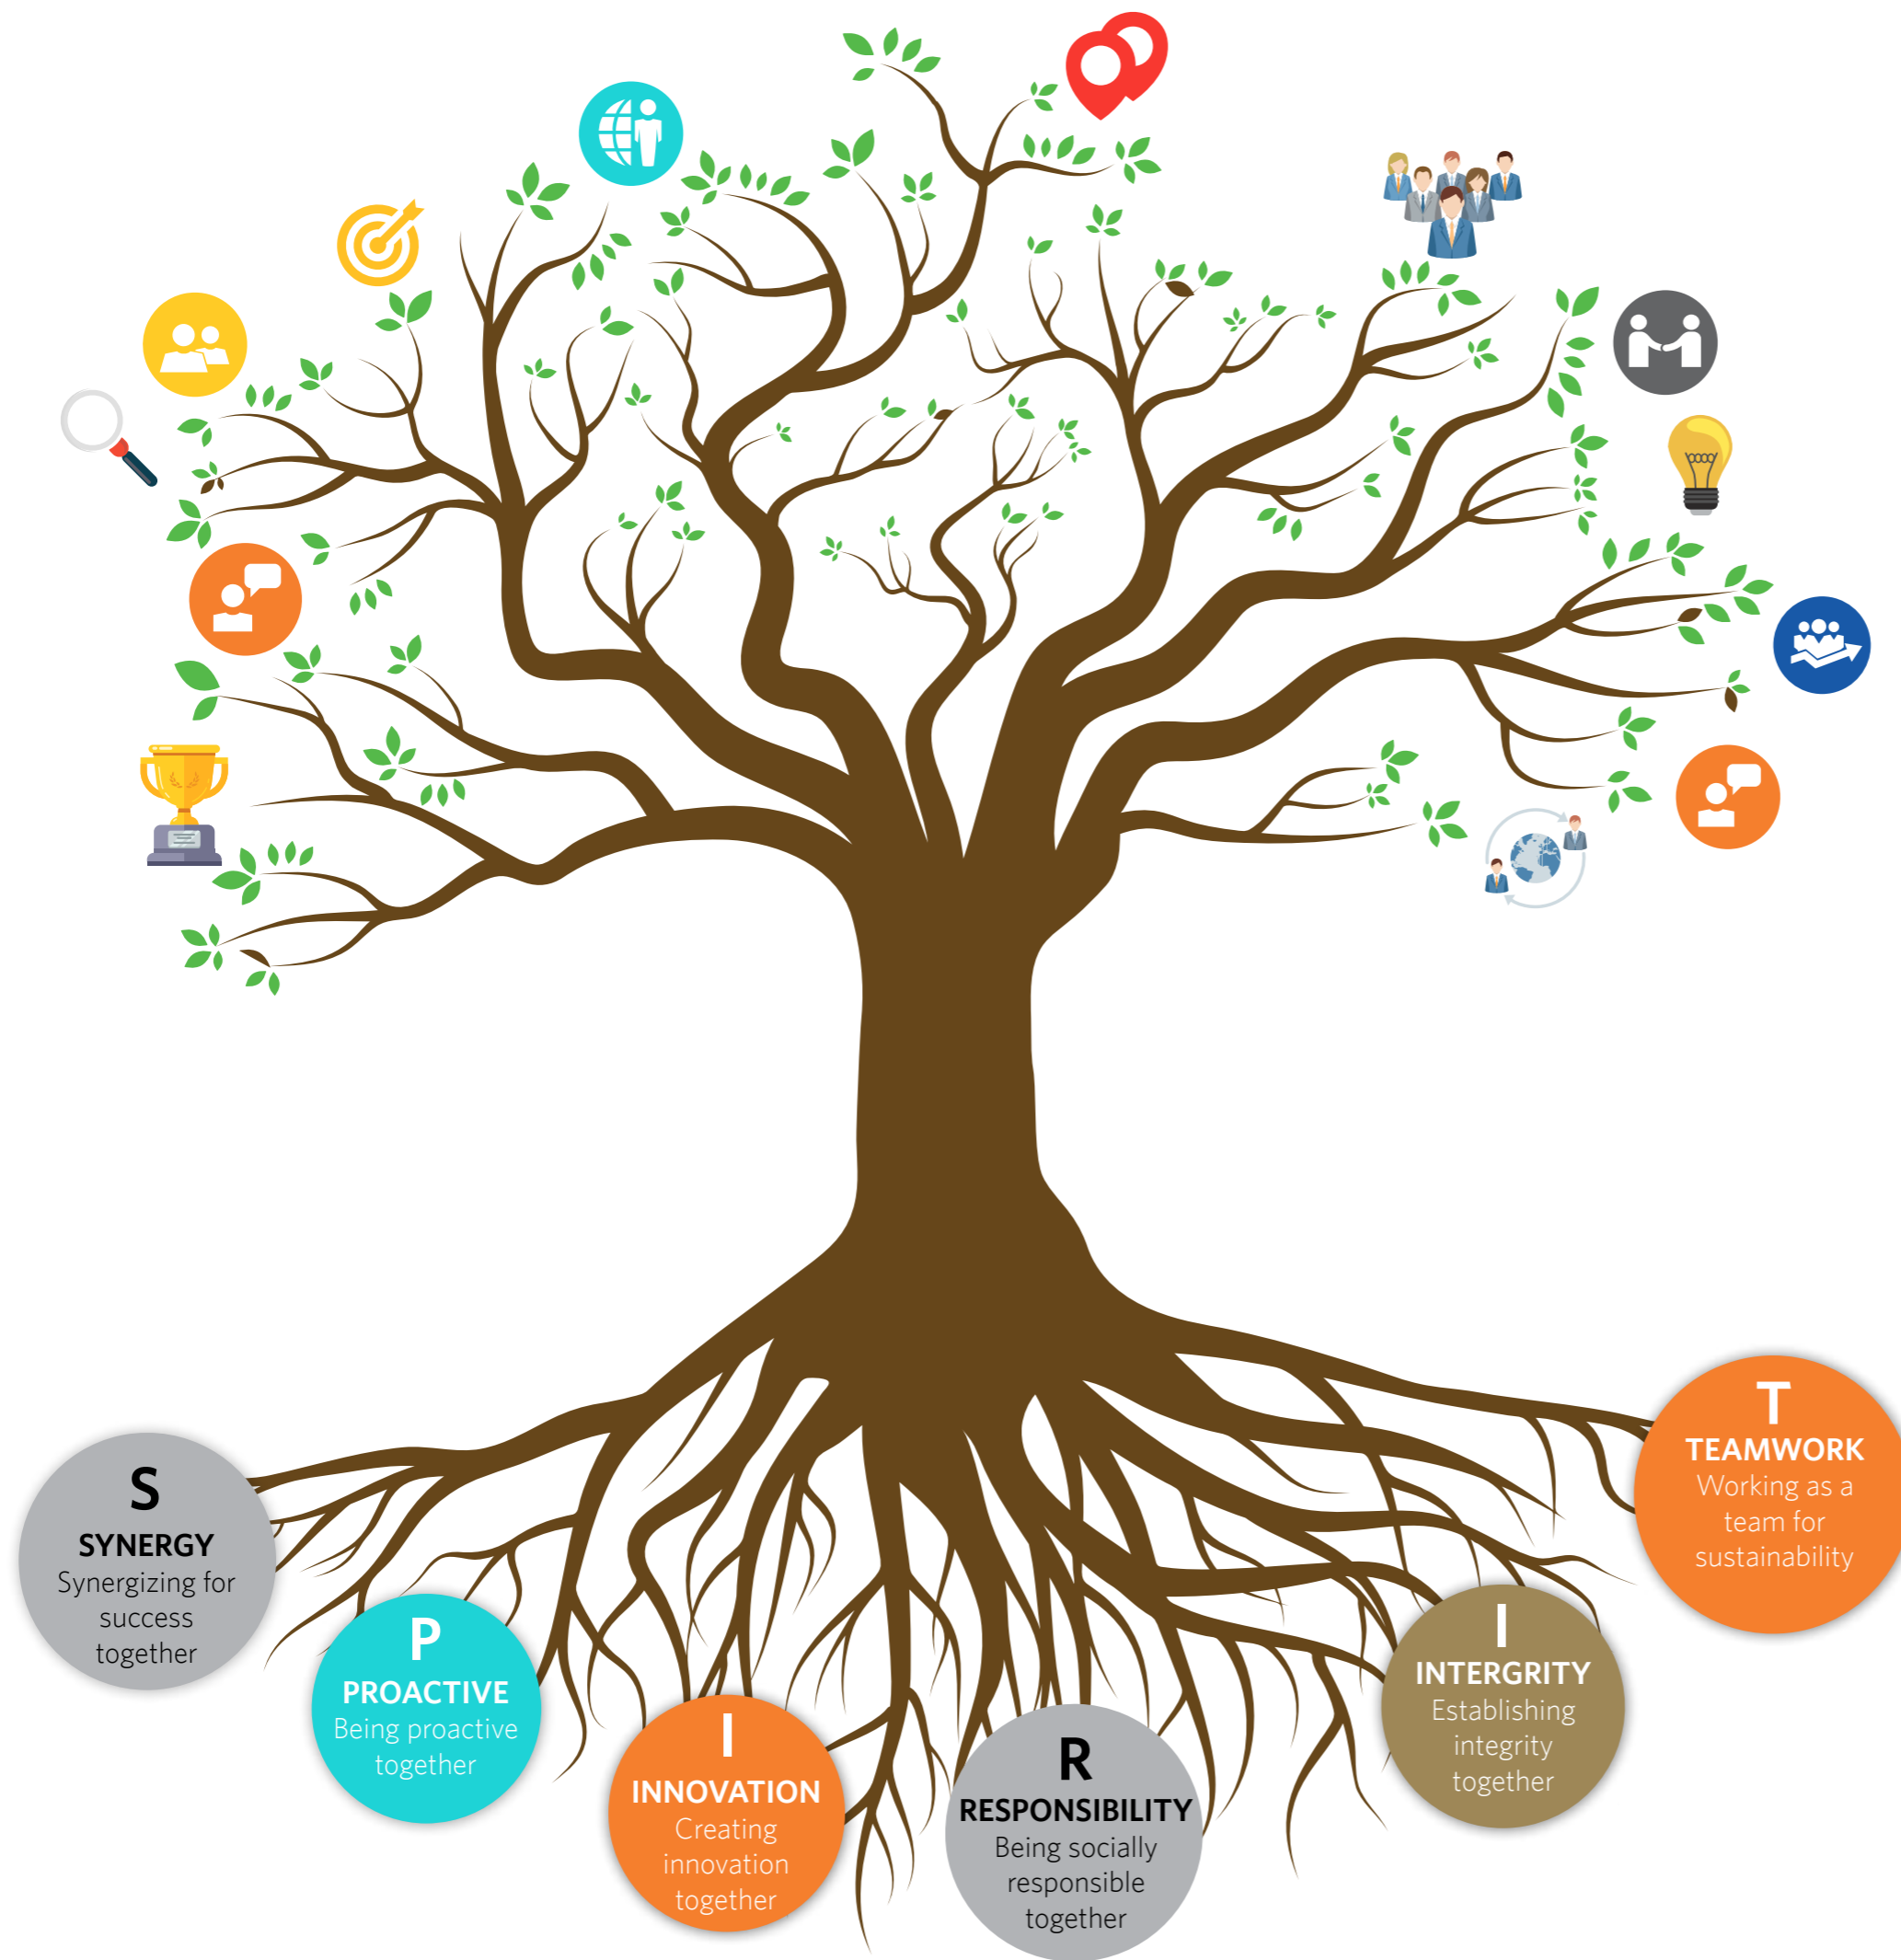 S
SYNERGY
Synergizing for
success
together
P
PROACTIVE
Being proactive
together
I
INNOVATION
Creating
innovation
together
R
RESPONSIBILITY
Being socially
responsible
together
I
INTERGRITY
Establishing
integrity
together
T
TEAMWORK
Working as a
team for
sustainability